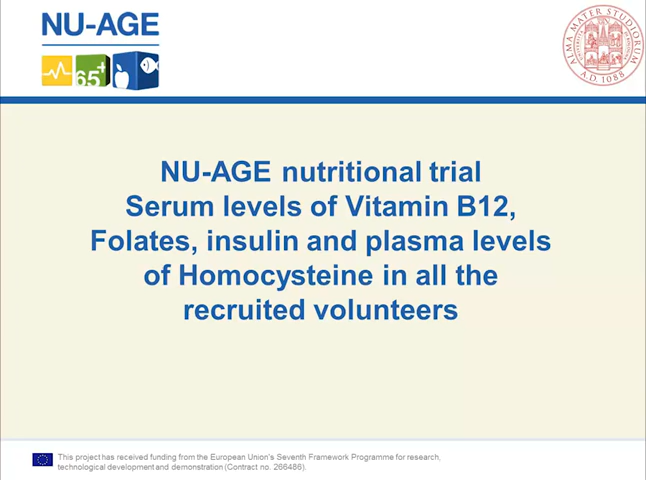 NU-AGE
65+
ALMA MATER STUDIORUM
A.D. 1088
NU-AGE nutritional trial
Serum levels of Vitamin B12,
Folates, insulin and plasma levels
of Homocysteine in all the
recruited volunteers
This project has received funding from the European Union's Seventh Framework Programme for research,
technological development and demonstration (Contract no. 266486).